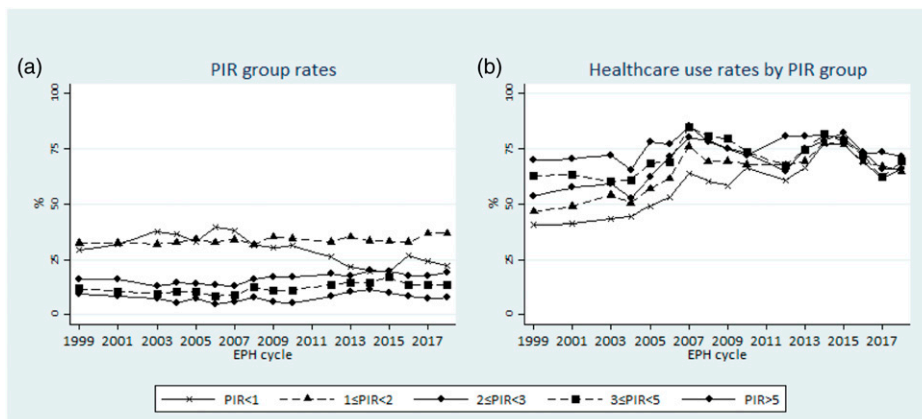 (a)
PIR group rates
100
75
50
25
0
%
1999 2001 2003 2005 2007 2009 2011 2013 2015 2017
EPH cycle
(b)
Healthcare use rates by PIR group
100
75
50
25
0
%
1999 2001 2003 2005 2007 2009 2011 2013 2015 2017
EPH cycle
PIR<1 1≤PIR<2 2≤PIR<3 3≤PIR<5 PIR>5